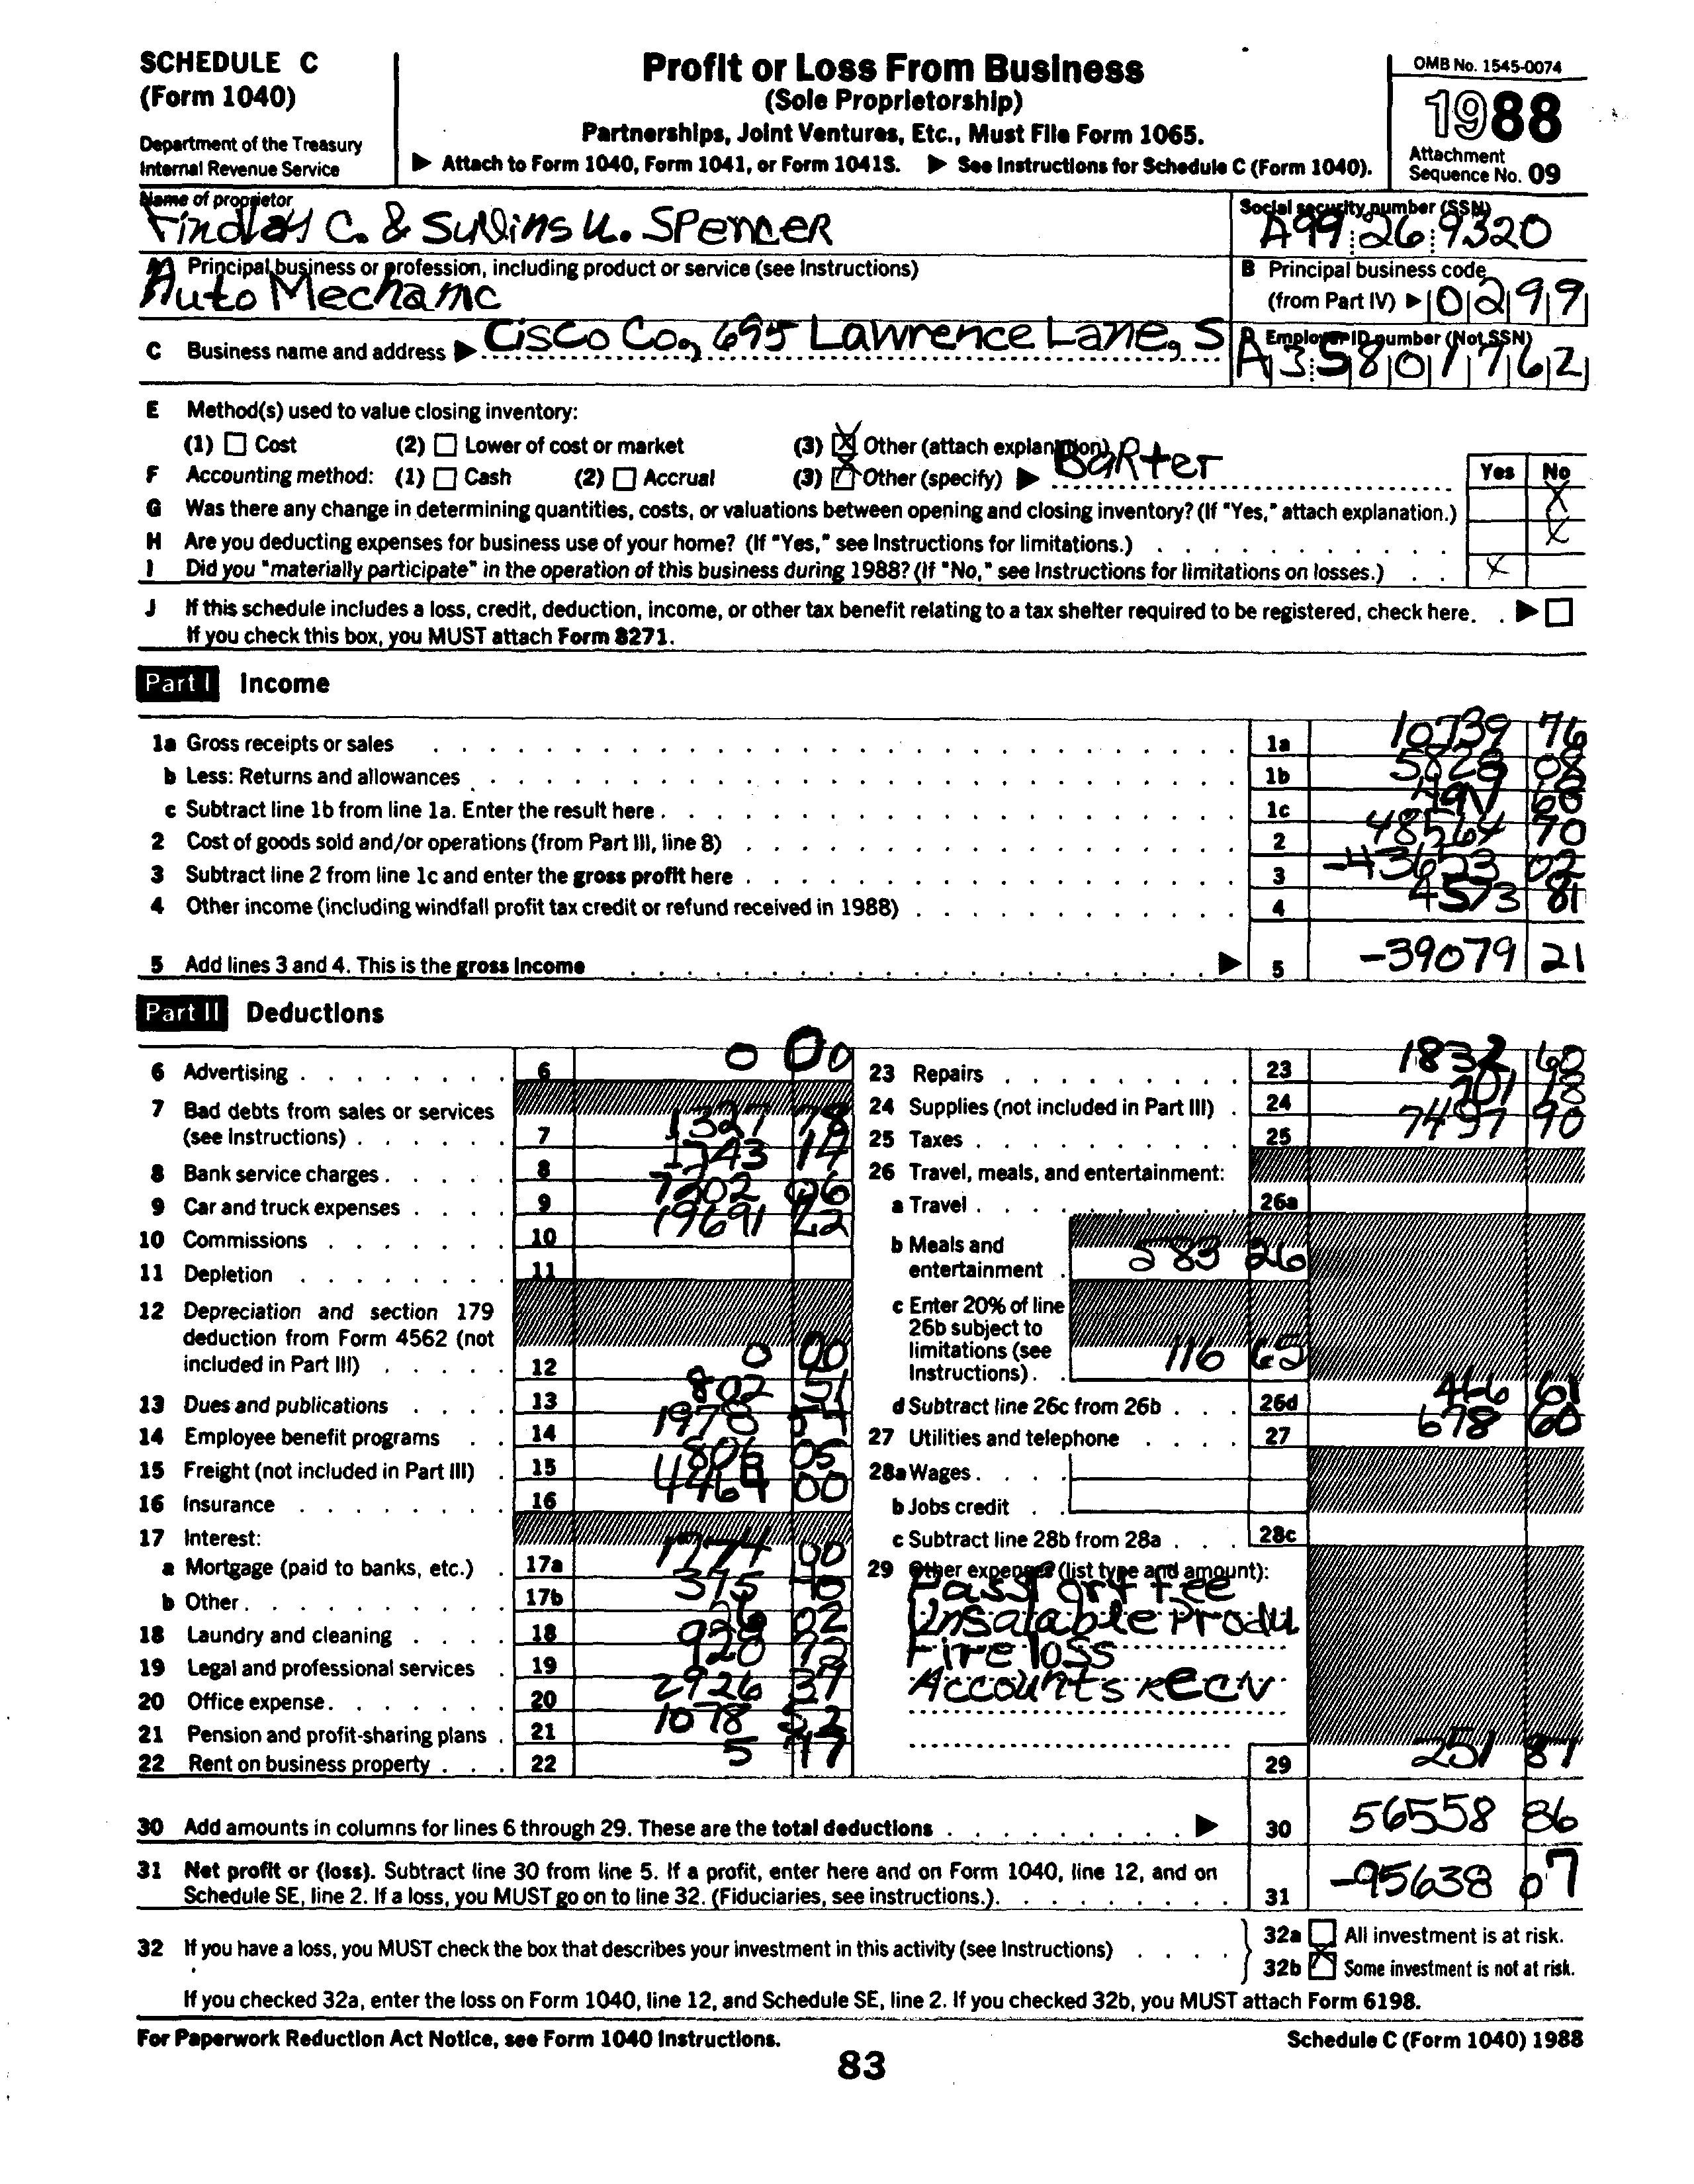 SCHEDULE C
(Form 1040)
Department of the Treasury
Internal Revenue Service
Profit or Loss From Business
(Sole Proprietorship)
Partnerships, Joint Ventures, Etc., Must File Form 1065.
▶ Attach to Form 1040, Form 1041, or Form 1041S. ▶ See Instructions for Schedule C (Form 1040).
OMB No. 1545-0074
1988
Attachment
Sequence No. 09
Name of proprietor
Findlay C. & Sullins U. Spencer
Social security number (SSN)
A99 26 9320
A Principal business or profession, including product or service (see Instructions)
Auto Mechanic
B Principal business code
(from Part IV) ▶ 0299
C Business name and address ▶ Cisco Co., 695 Lawrence Lane, S
Employer ID number (Not SSN)
A35801762
E Method(s) used to value closing inventory:
(1) Cost (2) Lower of cost or market (3) X Other (attach explanation)
F Accounting method: (1) Cash (2) Accrual (3) X Other (specify) ▶ Barter
Yes No
G Was there any change in determining quantities, costs, or valuations between opening and closing inventory? (If "Yes," attach explanation.) X
H Are you deducting expenses for business use of your home? (If "Yes," see Instructions for limitations.) X
I Did you "materially participate" in the operation of this business during 1988? (If "No," see Instructions for limitations on losses.) X
J If this schedule includes a loss, credit, deduction, income, or other tax benefit relating to a tax shelter required to be registered, check here. ▶
If you check this box, you MUST attach Form 8271.
Part I Income
1a Gross receipts or sales 1a 10739 76
b Less: Returns and allowances 1b 08
c Subtract line 1b from line 1a. Enter the result here 1c
2 Cost of goods sold and/or operations (from Part III, line 8) 2 48564 70
3 Subtract line 2 from line 1c and enter the gross profit here 3 -43653 02
4 Other income (including windfall profit tax credit or refund received in 1988) 4 4573 81
5 Add lines 3 and 4. This is the gross income ▶ 5 -39079 21
Part II Deductions
6 Advertising 6 0 00
7 Bad debts from sales or services
(see Instructions) 7 1327 78
8 Bank service charges 8 14
9 Car and truck expenses 9 7202
10 Commissions 10 19691 22
11 Depletion 11
12 Depreciation and section 179
deduction from Form 4562 (not
included in Part III) 12 0 00
13 Dues and publications 13 802 51
14 Employee benefit programs 14 1978
15 Freight (not included in Part III) 15 05
16 Insurance 16 4464 00
17 Interest:
a Mortgage (paid to banks, etc.) 17a 1774 00
b Other 17b 375
18 Laundry and cleaning 18 26 02
19 Legal and professional services 19 928 72
20 Office expense 20 2926 37
21 Pension and profit-sharing plans 21 1078 52
22 Rent on business property 22 5 77
23 Repairs 23 1832 60
24 Supplies (not included in Part III) 24
25 Taxes 25 7497 90
26 Travel, meals, and entertainment:
a Travel 26a
b Meals and
entertainment 583 26
c Enter 20% of line
26b subject to
limitations (see
Instructions) 116 65
d Subtract line 26c from 26b 26d 466 61
27 Utilities and telephone 27 678 60
28a Wages
b Jobs credit
c Subtract line 28b from 28a 28c
29 Other expenses (list type and amount):
Passport Fee
Unsalable Produ
Fire loss
Accounts Recv
29 251 87
30 Add amounts in columns for lines 6 through 29. These are the total deductions ▶ 30 56558 86
31 Net profit or (loss). Subtract line 30 from line 5. If a profit, enter here and on Form 1040, line 12, and on
Schedule SE, line 2. If a loss, you MUST go on to line 32. (Fiduciaries, see instructions.) 31 -95638 07
32 If you have a loss, you MUST check the box that describes your investment in this activity (see Instructions)
32a All investment is at risk.
32b X Some investment is not at risk.
If you checked 32a, enter the loss on Form 1040, line 12, and Schedule SE, line 2. If you checked 32b, you MUST attach Form 6198.
For Paperwork Reduction Act Notice, see Form 1040 Instructions.
Schedule C (Form 1040) 1988
83